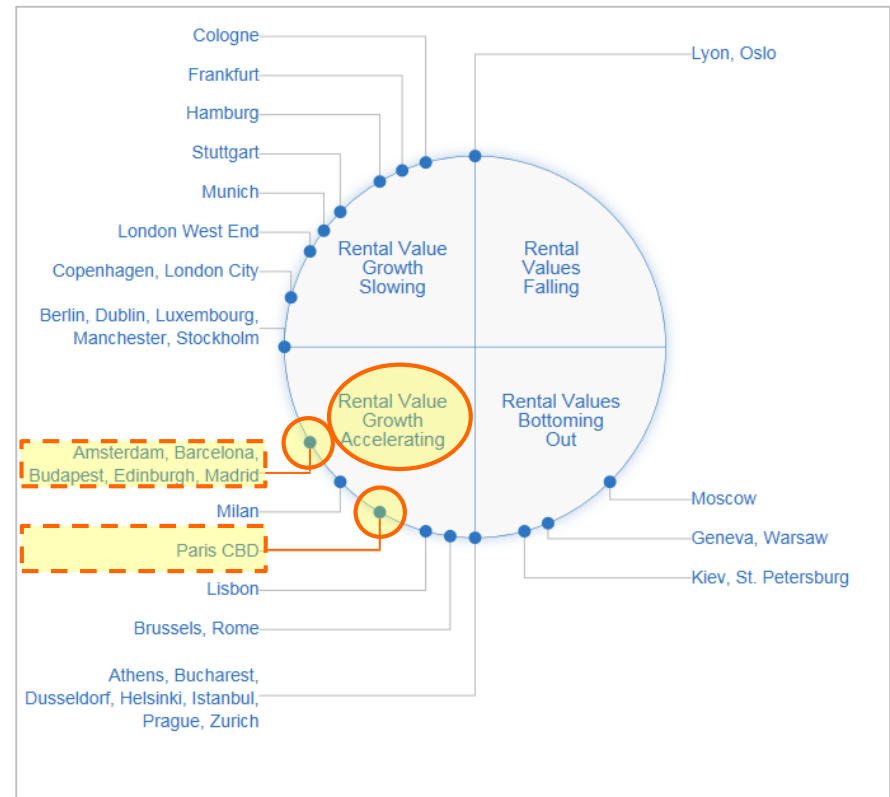 Cologne
Frankfurt
Hamburg
Stuttgart
Munich
London West End
Copenhagen, London City
Berlin, Dublin, Luxembourg,
Manchester, Stockholm
Amsterdam, Barcelona,
Budapest, Edinburgh, Madrid
Milan
Paris CBD
Lisbon
Brussels, Rome
Athens, Bucharest,
Dusseldorf, Helsinki, Istanbul,
Prague, Zurich
Rental Value
Growth
Slowing
Rental
Values
Falling
Rental Value
Growth
Accelerating
Rental Values
Bottoming
Out
Lyon, Oslo
Moscow
Geneva, Warsaw
Kiev, St. Petersburg